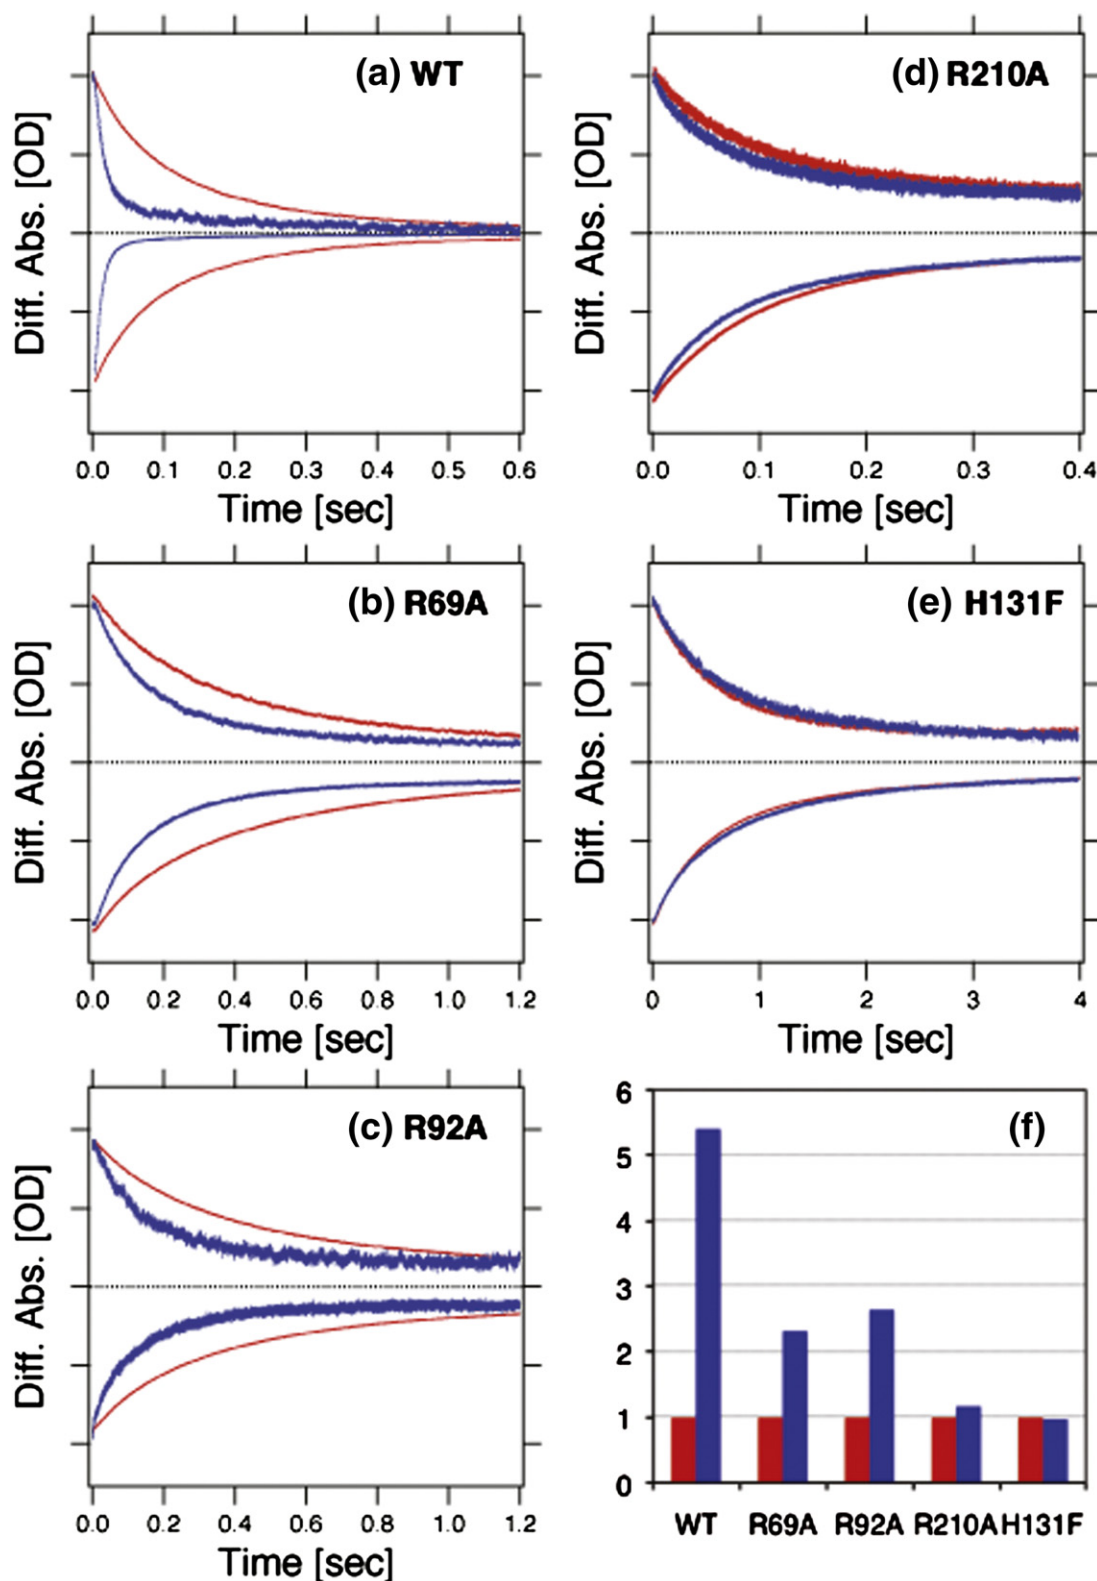 (a) WT
Diff. Abs. [OD]
0.0 0.1 0.2 0.4 0.4 0.5 0.6
Time [sec]
(d) R210A
Diff. Abs. [OD]
0.0 0.1 0.2 0.3 0.4
Time [sec]
(b) R69A
Diff. Abs. [OD]
0.0 0.2 0.4 0.6 0.8 1.0 1.2
Time [sec]
(e) H131F
Diff. Abs. [OD]
0 1 2 3 4
Time [sec]
(c) R92A
Diff. Abs. [OD]
0.0 0.2 0.4 0.6 0.8 1.0 1.2
Time [sec]
(f)
6
5
4
3
2
1
0
WT R69A R92A R210A H131F